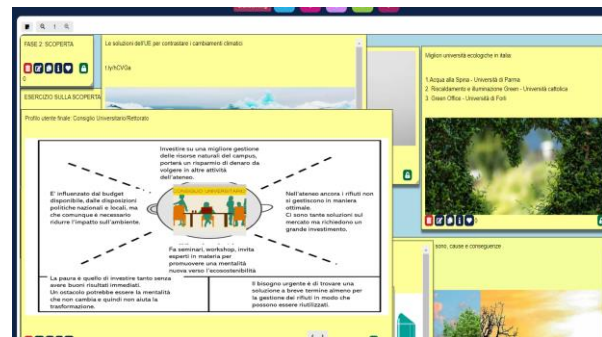 FASE 2: SCOPERTA
0
ESERCIZIO SULLA SCOPERTA
Le soluzioni dell'UE per contrastare i cambiamenti climatici
t.ly/hCVGa
Migliori università ecologiche in italia
1.Acqua alla Spina - Università di Parma
2. Riscaldamento e illuminazione Green - Università cattolica
3. Green Office - Università di Forlì
Profilo utente finale: Consiglio Universitario/Rettorato
Investire su una migliore gestione
delle risorse naturali del campus,
porterà un risparmio di denaro da
volgere in altre attività
dell'ateneo.
E' influenzato dal budget
disponibile, dalle disposizioni
politiche nazionali e locali, ma
che comunque è necessario
ridurre l'impatto sull'ambiente.
CONSIGLIO UNIVERSITARIO
Nell'ateneo ancora i rifiuti non
si gestiscono in maniera
ottimale.
Ci sono tante soluzioni sul
mercato ma richiedono un
grande investimento.
Fa seminari, workshop, invita
esperti in materia per
promuovere una mentalità
nuova verso l'ecosostenibilità
La paura è quello di investire tanto senza
avere buoni risultati immediati.
Un ostacolo potrebbe essere la mentalità
che non cambia e quindi non aiuta la
trasformazione.
Il bisogno urgente è di trovare una
soluzione a breve termine almeno per
la gestione dei rifiuti in modo che
possono essere riutilizzati.
sono, cause e conseguenze